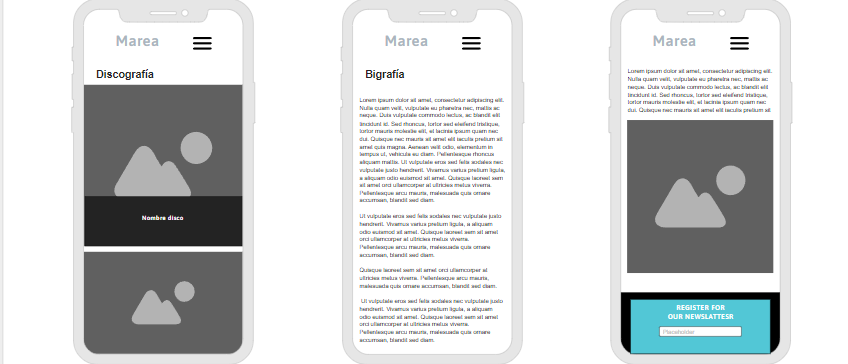 Marea
Discografía
Nombre disco
Marea
Bigrafía
Lorem ipsum dolor sit amet, consectetur adipiscing elit.
Nulla quam velit, vulputate eu pharetra nec, mattis ac
neque. Duis vulputate commodo lectus, ac blandit elit
tincidunt id. Sed rhoncus, tortor sed eleifend tristique,
tortor mauris molestie elit, et lacinia ipsum quam nec
dui. Quisque nec mauris sit amet elit iaculis pretium sit
amet quis magna. Aenean velit odio, elementum in
tempus ut, vehicula eu diam. Pellentesque rhoncus
aliquam mattis. Ut vulputate eros sed felis sodales nec
vulputate justo hendrerit. Vivamus varius pretium ligula,
a aliquam odio euismod sit amet. Quisque laoreet sem
sit amet orci ullamcorper at ultricies metus viverra.
Pellentesque arcu mauris, malesuada quis ornare
accumsan, blandit sed diam.
Ut vulputate eros sed felis sodales nec vulputate justo
hendrerit. Vivamus varius pretium ligula, a aliquam
odio euismod sit amet. Quisque laoreet sem sit amet
orci ullamcorper at ultricies metus viverra.
Pellentesque arcu mauris, malesuada quis ornare
accumsan, blandit sed diam.
Quisque laoreet sem sit amet orci ullamcorper at
ultricies metus viverra. Pellentesque arcu mauris,
malesuada quis ornare accumsan, blandit sed diam.
Ut vulputate eros sed felis sodales nec vulputate justo
hendrerit. Vivamus varius pretium ligula, a aliquam
odio euismod sit amet. Quisque laoreet sem sit amet
orci ullamcorper at ultricies metus viverra.
Pellentesque arcu mauris, malesuada quis ornare
accumsan, blandit sed diam.
Marea
Lorem ipsum dolor sit amet, consectetur adipiscing elit.
Nulla quam velit, vulputate eu pharetra nec, mattis ac
neque. Duis vulputate commodo lectus, ac blandit elit
tincidunt id. Sed rhoncus, tortor sed eleifend tristique,
tortor mauris molestie elit, et lacinia ipsum quam nec
dui. Quisque nec mauris sit amet elit iaculis pretium sit
REGISTER FOR
OUR NEWSLATTESR
Placeholder